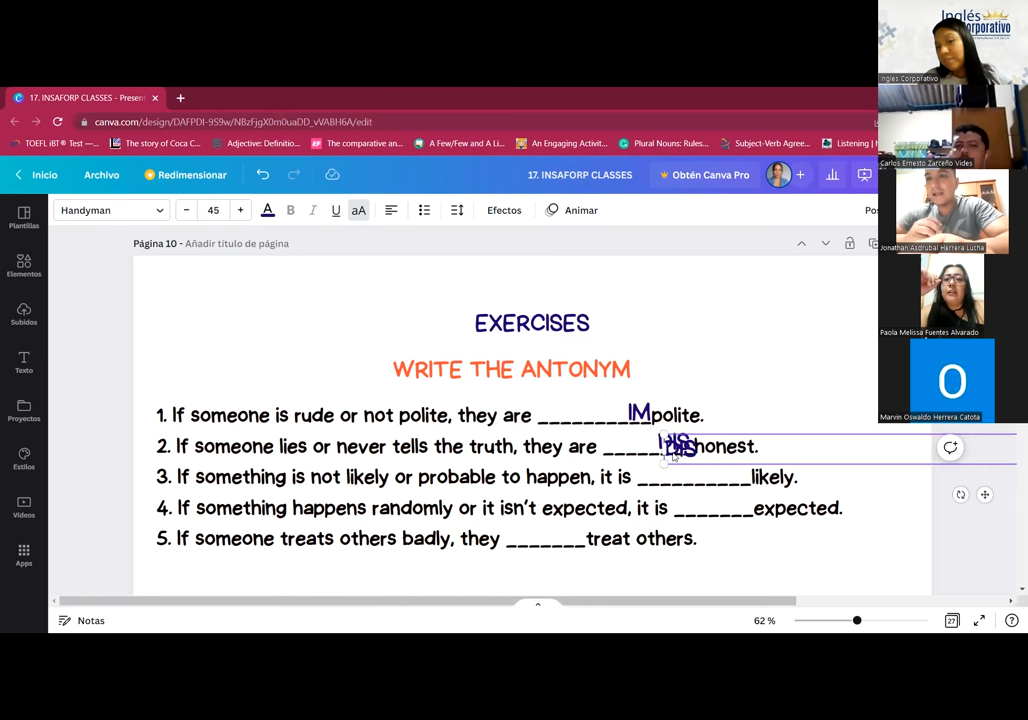 Inglés
Corporativo
Ingles Corporativo
17. INSAFORP CLASSES - Present
canva.com/design/DAFPDI-9S9w/NBzFjgX0m0uaDD_vVABH6A/edit
TOEFL iBT® Test —... The story of Coca C... Adjective: Definitio... The comparative an... A Few/Few and A Li... An Engaging Activit... Plural Nouns: Rules... Subject-Verb Agree... Listening
Carlos Ernesto Zarceño Vides
Inicio Archivo Redimensionar 17. INSAFORP CLASSES Obtén Canva Pro
Handyman 45 A B I U aA Efectos Animar Pos
Plantillas
Página 10 - Añadir título de página
Jonathan Asdrubal Herrera Lucha
Elementos
Subidos
Texto
Proyectos
Estilos
Videos
Apps
EXERCISES
Paola Melissa Fuentes Alvarado
WRITE THE ANTONYM
O
1. If someone is rude or not polite, they are __________IMpolite.
Marvin Oswaldo Herrera Catota
2. If someone lies or never tells the truth, they are ________DIShonest.
3. If something is not likely or probable to happen, it is __________likely.
4. If something happens randomly or it isn't expected, it is _______expected.
5. If someone treats others badly, they _______treat others.
Notas 62 % 27